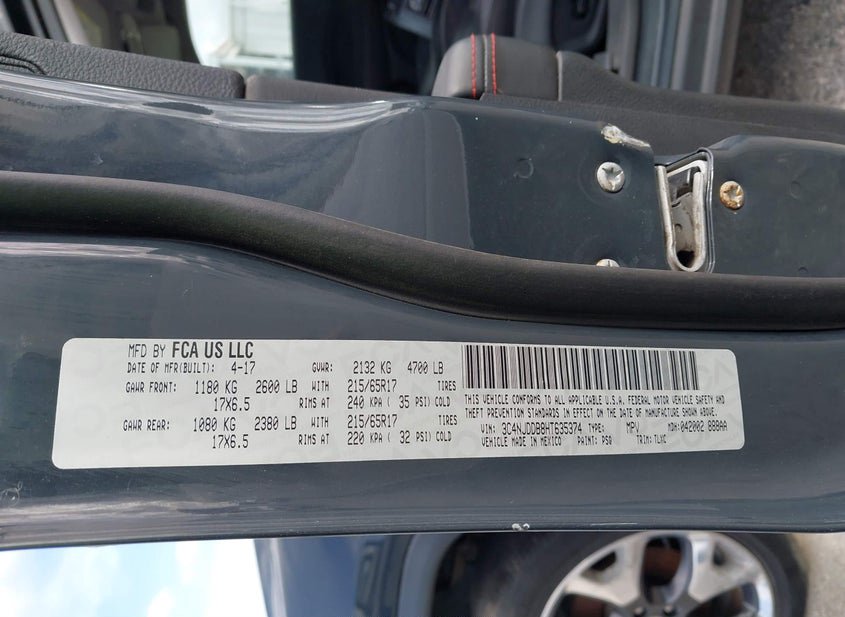 MFD BY FCA US LLC
DATE OF MFR(BUILT): 4-17 GVWR: 2132 KG 4700 LB
GAWR FRONT: 1180 KG 2600 LB WITH 215/65R17 TIRES
17X6.5 RIMS AT 240 KPA ( 35 PSI) COLD
GAWR REAR: 1080 KG 2380 LB WITH 215/65R17 TIRES
17X6.5 RIMS AT 220 KPA ( 32 PSI) COLD
THIS VEHICLE CONFORMS TO ALL APPLICABLE U.S.A. FEDERAL MOTOR VEHICLE SAFETY AND
THEFT PREVENTION STANDARDS IN EFFECT ON THE DATE OF MANUFACTURE SHOWN ABOVE.
VIN: 3C4NJDDB8HT635374 TYPE: MPV MDH: 042002 888AA
VEHICLE MADE IN MEXICO PAINT: PSQ TRIM: TLXC